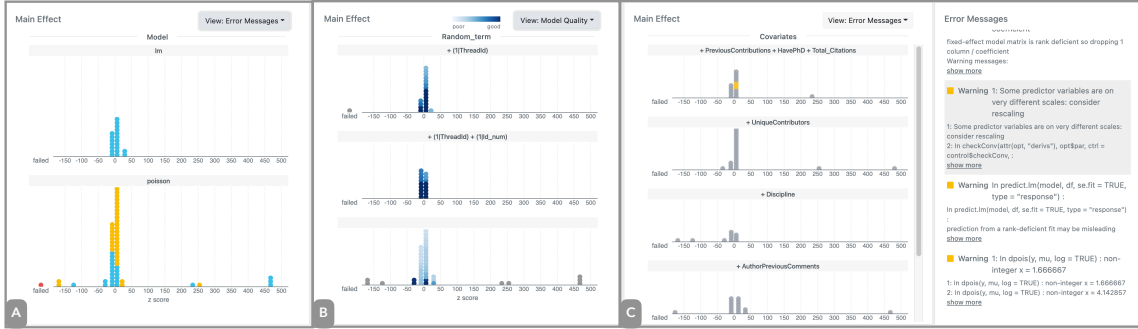 Main Effect
View: Error Messages
Model
lm
failed -150 -100 -50 0 50 100 150 200 250 300 350 400 450 500
poisson
failed -150 -100 -50 0 50 100 150 200 250 300 350 400 450 500
z score
A
Main Effect
poor good
View: Model Quality
Random_term
+ (1|ThreadId)
failed -150 -100 -50 0 50 100 150 200 250 300 350 400 450 500
+ (1|ThreadId) + (1|Id_num)
failed -150 -100 -50 0 50 100 150 200 250 300 350 400 450 500
failed -150 -100 -50 0 50 100 150 200 250 300 350 400 450 500
z score
B
Main Effect
View: Error Messages
Covariates
+ PreviousContributions + HavePhD + Total_Citations
failed -150 -100 -50 0 50 100 150 200 250 300 350 400 450 500
+ UniqueContributors
failed -150 -100 -50 0 50 100 150 200 250 300 350 400 450 500
+ Discipline
failed -150 -100 -50 0 50 100 150 200 250 300 350 400 450 500
+ AuthorPreviousComments
failed -150 -100 -50 0 50 100 150 200 250 300 350 400 450 500
C
Error Messages
coefficient
fixed-effect model matrix is rank deficient so dropping 1
column / coefficient
Warning messages:
show more
Warning 1: Some predictor variables are on
very different scales: consider
rescaling
1: Some predictor variables are on very different scales:
consider rescaling
2: In checkConv(attr(opt, "derivs"), opt$par, ctrl =
control$checkConv, :
show more
Warning In predict.lm(model, df, se.fit = TRUE,
type = "response") :
In predict.lm(model, df, se.fit = TRUE, type = "response")
:
prediction from a rank-deficient fit may be misleading
show more
Warning 1: In dpois(y, mu, log = TRUE) : non-
integer x = 1.666667
1: In dpois(y, mu, log = TRUE) : non-integer x = 1.666667
2: In dpois(y, mu, log = TRUE) : non-integer x = 4.142857
show more